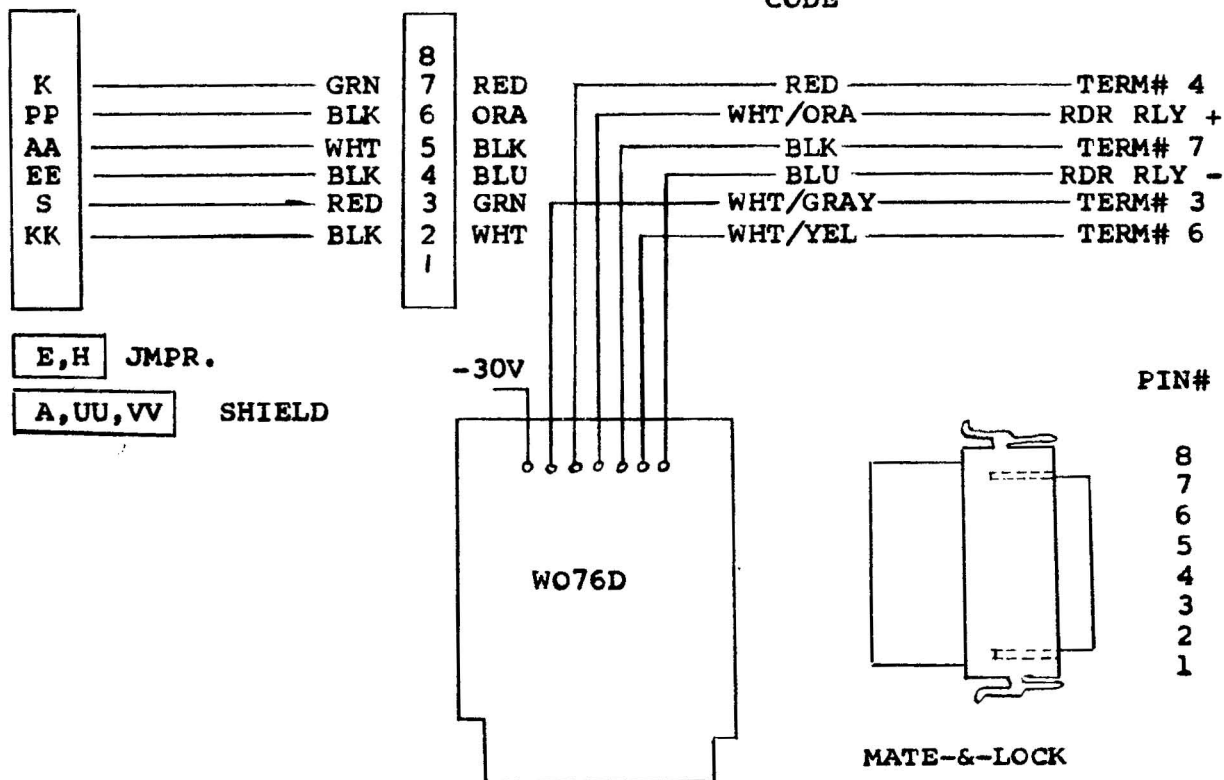 CODE
8
K GRN 7 RED RED TERM# 4
PP BLK 6 ORA WHT/ORA RDR RLY +
AA WHT 5 BLK BLK TERM# 7
EE BLK 4 BLU BLU RDR RLY -
S RED 3 GRN WHT/GRAY TERM# 3
KK BLK 2 WHT WHT/YEL TERM# 6
1
E,H JMPR.
-30V
PIN#
A,UU,VV SHIELD
8
7
6
5
4
3
2
1
WO76D
MATE-&-LOCK